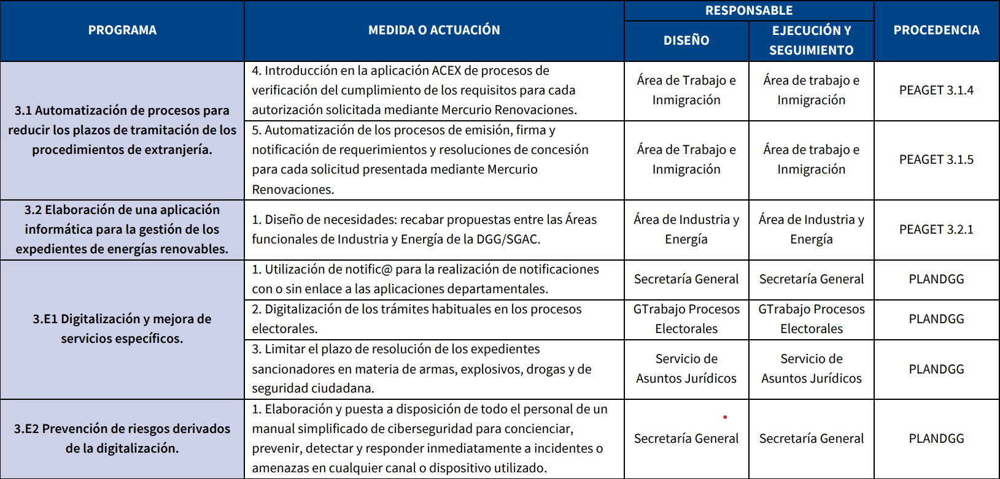 PROGRAMA
MEDIDA O ACTUACIÓN
RESPONSABLE
DISEÑO
EJECUCIÓN Y
SEGUIMIENTO
PROCEDENCIA
3.1 Automatización de procesos para
reducir los plazos de tramitación de los
procedimientos de extranjería.
4. Introducción en la aplicación ACEX de procesos de
verificación del cumplimiento de los requisitos para cada
autorización solicitada mediante Mercurio Renovaciones.
Área de Trabajo e
Inmigración
Área de trabajo e
Inmigración
PEAGET 3.1.4
5. Automatización de los procesos de emisión, firma y
notificación de requerimientos y resoluciones de concesión
para cada solicitud presentada mediante Mercurio
Renovaciones.
Área de Trabajo e
Inmigración
Área de trabajo e
Inmigración
PEAGET 3.1.5
3.2 Elaboración de una aplicación
informática para la gestión de los
expedientes de energías renovables.
1. Diseño de necesidades: recabar propuestas entre las Áreas
funcionales de Industria y Energía de la DGG/SGAC.
Área de Industria y
Energía
Área de Industria y
Energía
PEAGET 3.2.1
3.E1 Digitalización y mejora de
servicios específicos.
1. Utilización de notific@ para la realización de notificaciones
con o sin enlace a las aplicaciones departamentales.
Secretaría General
Secretaría General
PLANDGG
2. Digitalización de los trámites habituales en los procesos
electorales.
GTrabajo Procesos
Electorales
GTrabajo Procesos
Electorales
PLANDGG
3. Limitar el plazo de resolución de los expedientes
sancionadores en materia de armas, explosivos, drogas y de
seguridad ciudadana.
Servicio de
Asuntos Jurídicos
Servicio de
Asuntos Jurídicos
PLANDGG
3.E2 Prevención de riesgos derivados
de la digitalización.
1. Elaboración y puesta a disposición de todo el personal de un
manual simplificado de ciberseguridad para concienciar,
prevenir, detectar y responder inmediatamente a incidentes o
amenazas en cualquier canal o dispositivo utilizado.
Secretaría General
Secretaría General
PLANDGG